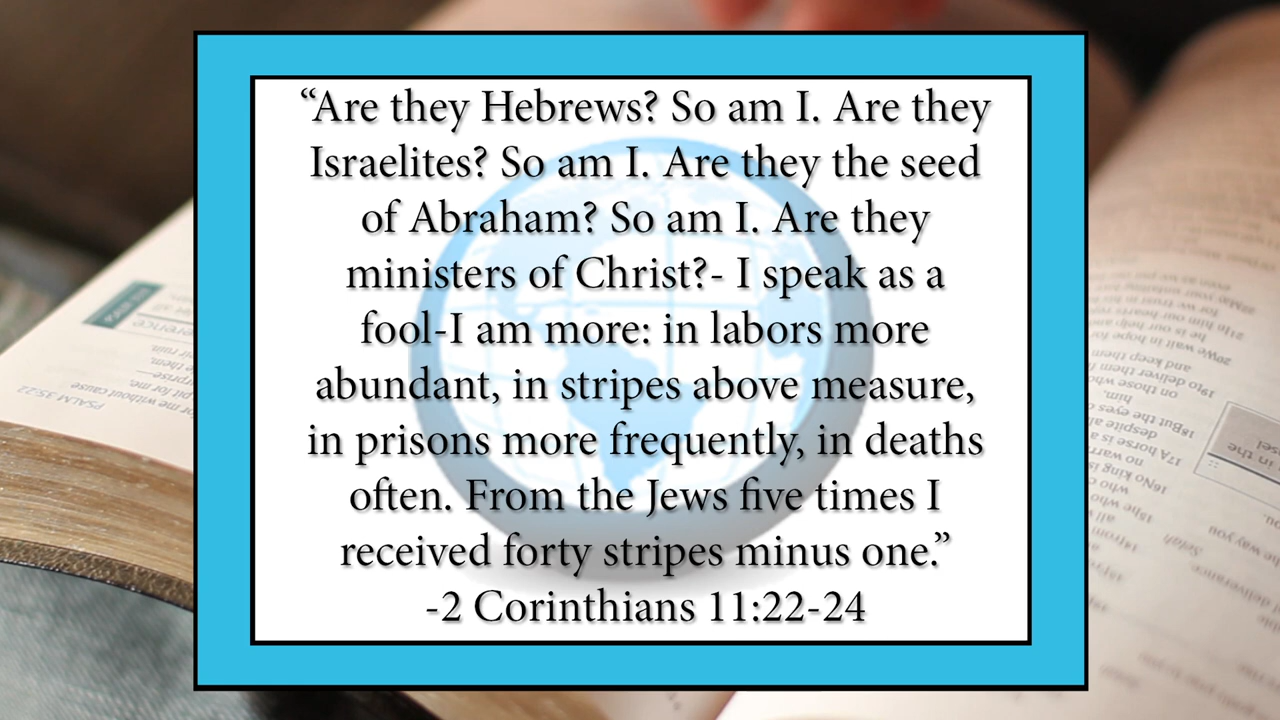 “Are they Hebrews? So am I. Are they
Israelites? So am I. Are they the seed
of Abraham? So am I. Are they
ministers of Christ?- I speak as a
fool-I am more: in labors more
abundant, in stripes above measure,
in prisons more frequently, in deaths
often. From the Jews five times I
received forty stripes minus one.”
-2 Corinthians 11:22-24
PSALM 35:22